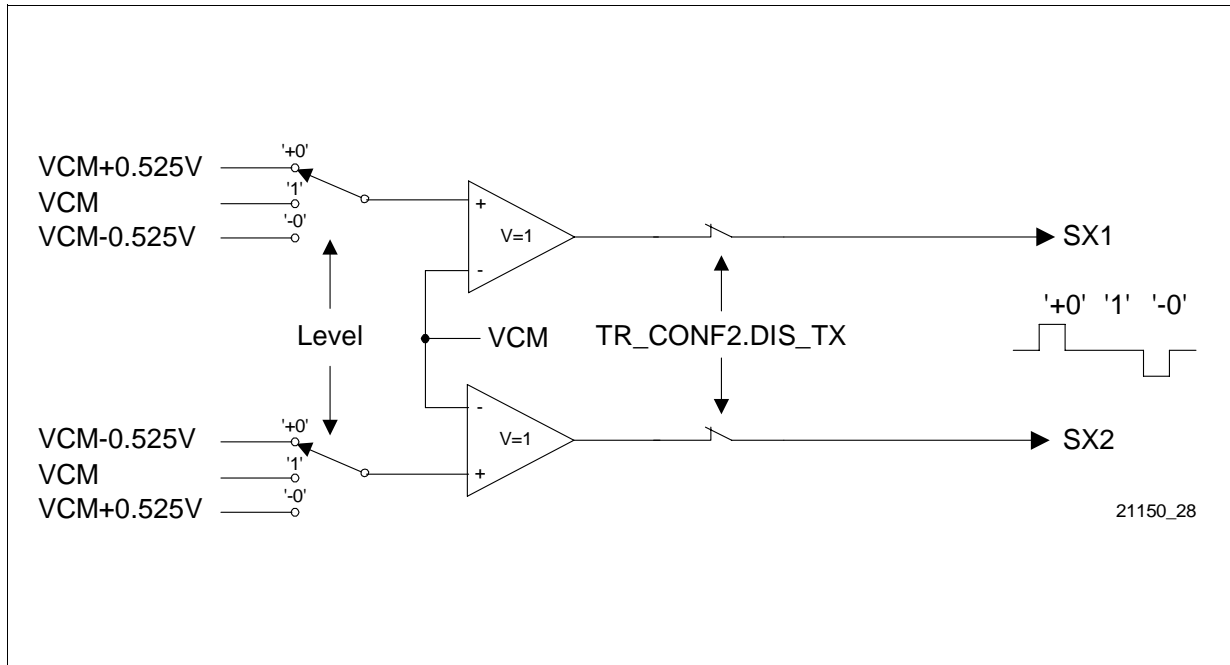 VCM+0.525V
'+0'
VCM
'1'
VCM-0.525V
'-0'
+
V=1
-
SX1
'+0' '1' '-0'
Level
VCM
TR_CONF2.DIS_TX
VCM-0.525V
'+0'
VCM
'1'
VCM+0.525V
'-0'
-
V=1
+
SX2
21150_28